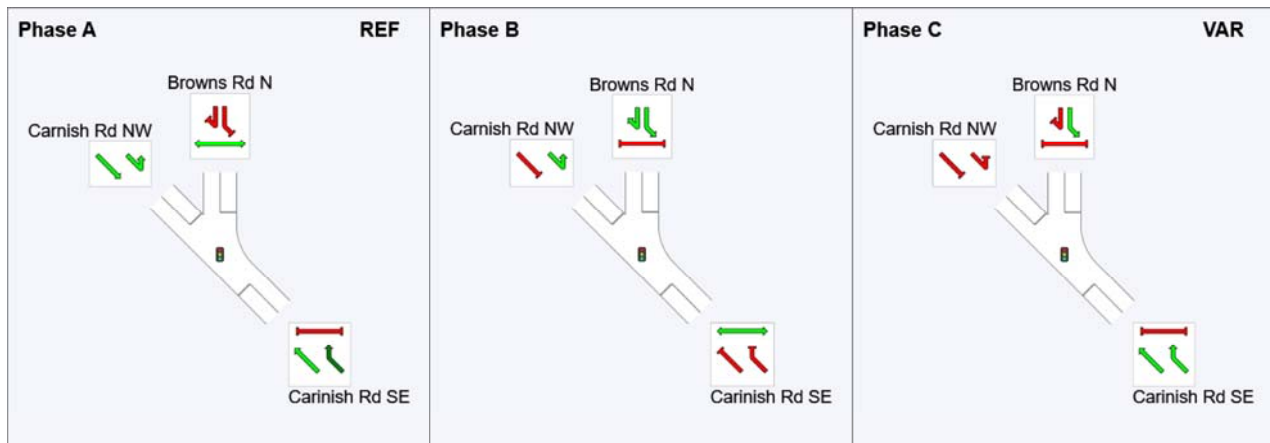 Phase A REF
Browns Rd N
Carnish Rd NW
Carinish Rd SE
Phase B
Browns Rd N
Carnish Rd NW
Carinish Rd SE
Phase C VAR
Browns Rd N
Carnish Rd NW
Carinish Rd SE